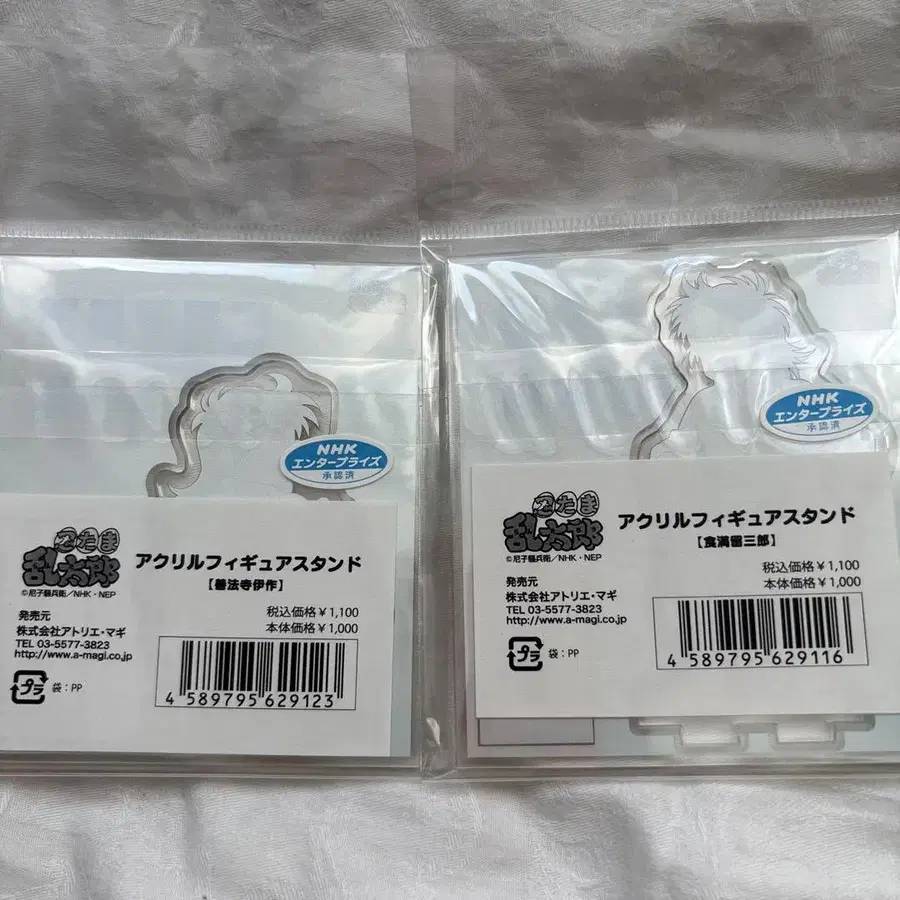 NHK
エンタープライズ
承認済
忍たま
乱太郎
©尼子騒兵衛/NHK・NEP
アクリルフィギュアスタンド
【善法寺伊作】
税込価格¥1,100
本体価格¥1,000
発売元
株式会社アトリエ・マギ
TEL 03-5577-3823
http://www.a-magi.co.jp
プラ
袋:PP
4 589795 629123
NHK
エンタープライズ
承認済
忍たま
乱太郎
©尼子騒兵衛/NHK・NEP
アクリルフィギュアスタンド
【食満留三郎】
税込価格¥1,100
本体価格¥1,000
発売元
株式会社アトリエ・マギ
TEL 03-5577-3823
http://www.a-magi.co.jp
プラ
袋:PP
4 589795 629116